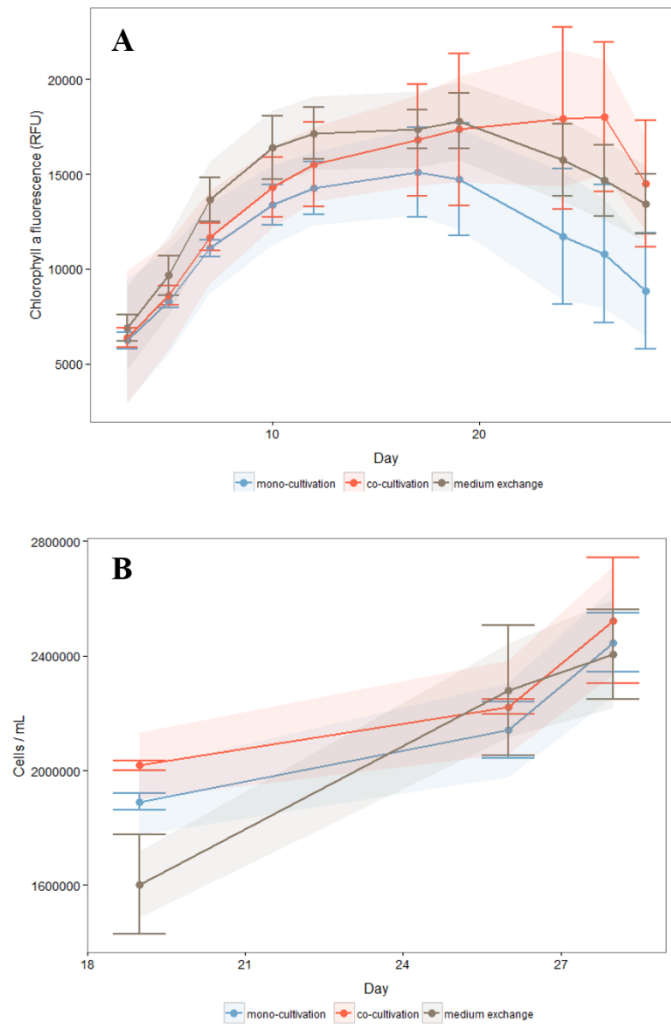 A
Chlorophyll a fluorescence (RFU)
20000
15000
10000
5000
10 20
Day
mono-cultivation co-cultivation medium exchange
B
Cells / mL
2800000
2400000
2000000
1600000
18 21 24 27
Day
mono-cultivation co-cultivation medium exchange